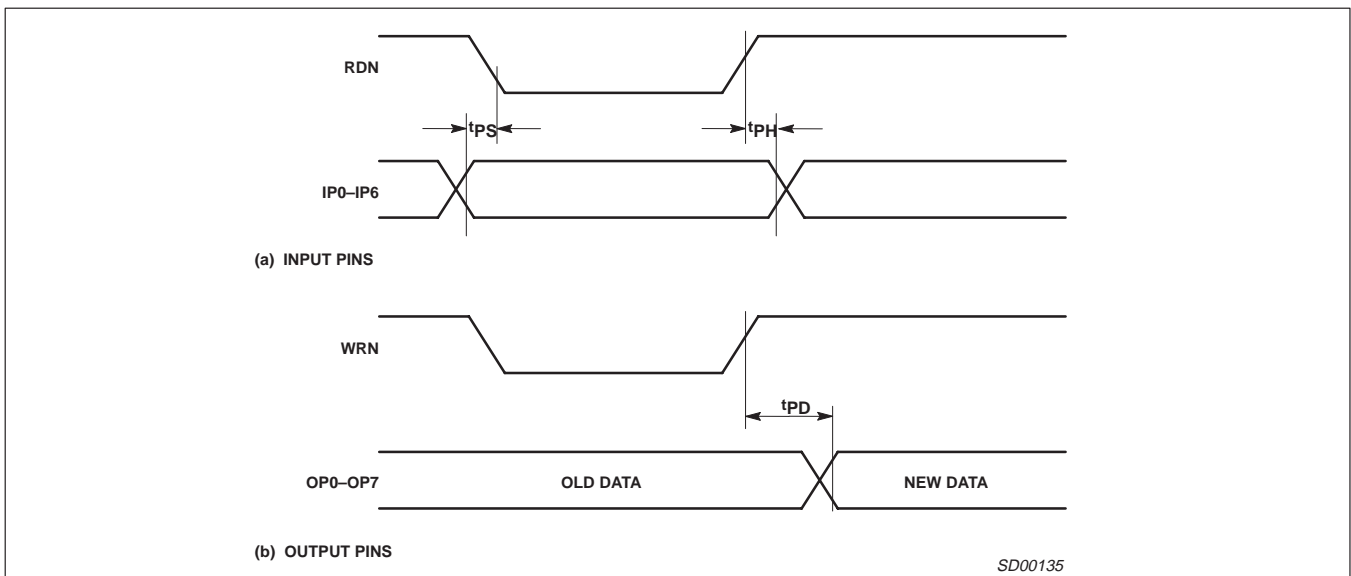 RDN
tPS
tPH
IP0–IP6
(a) INPUT PINS
WRN
tPD
OP0–OP7
OLD DATA
NEW DATA
(b) OUTPUT PINS
SD00135